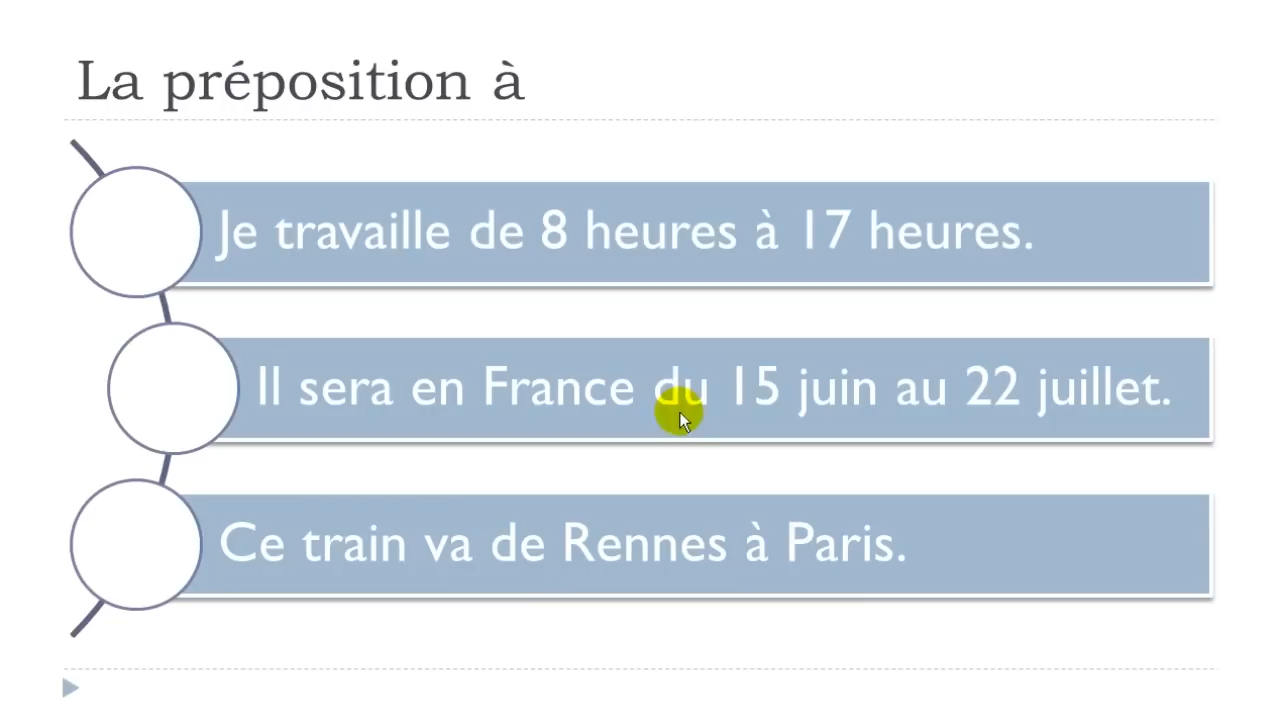 La préposition à
Je travaille de 8 heures à 17 heures.
Il sera en France du 15 juin au 22 juillet.
Ce train va de Rennes à Paris.